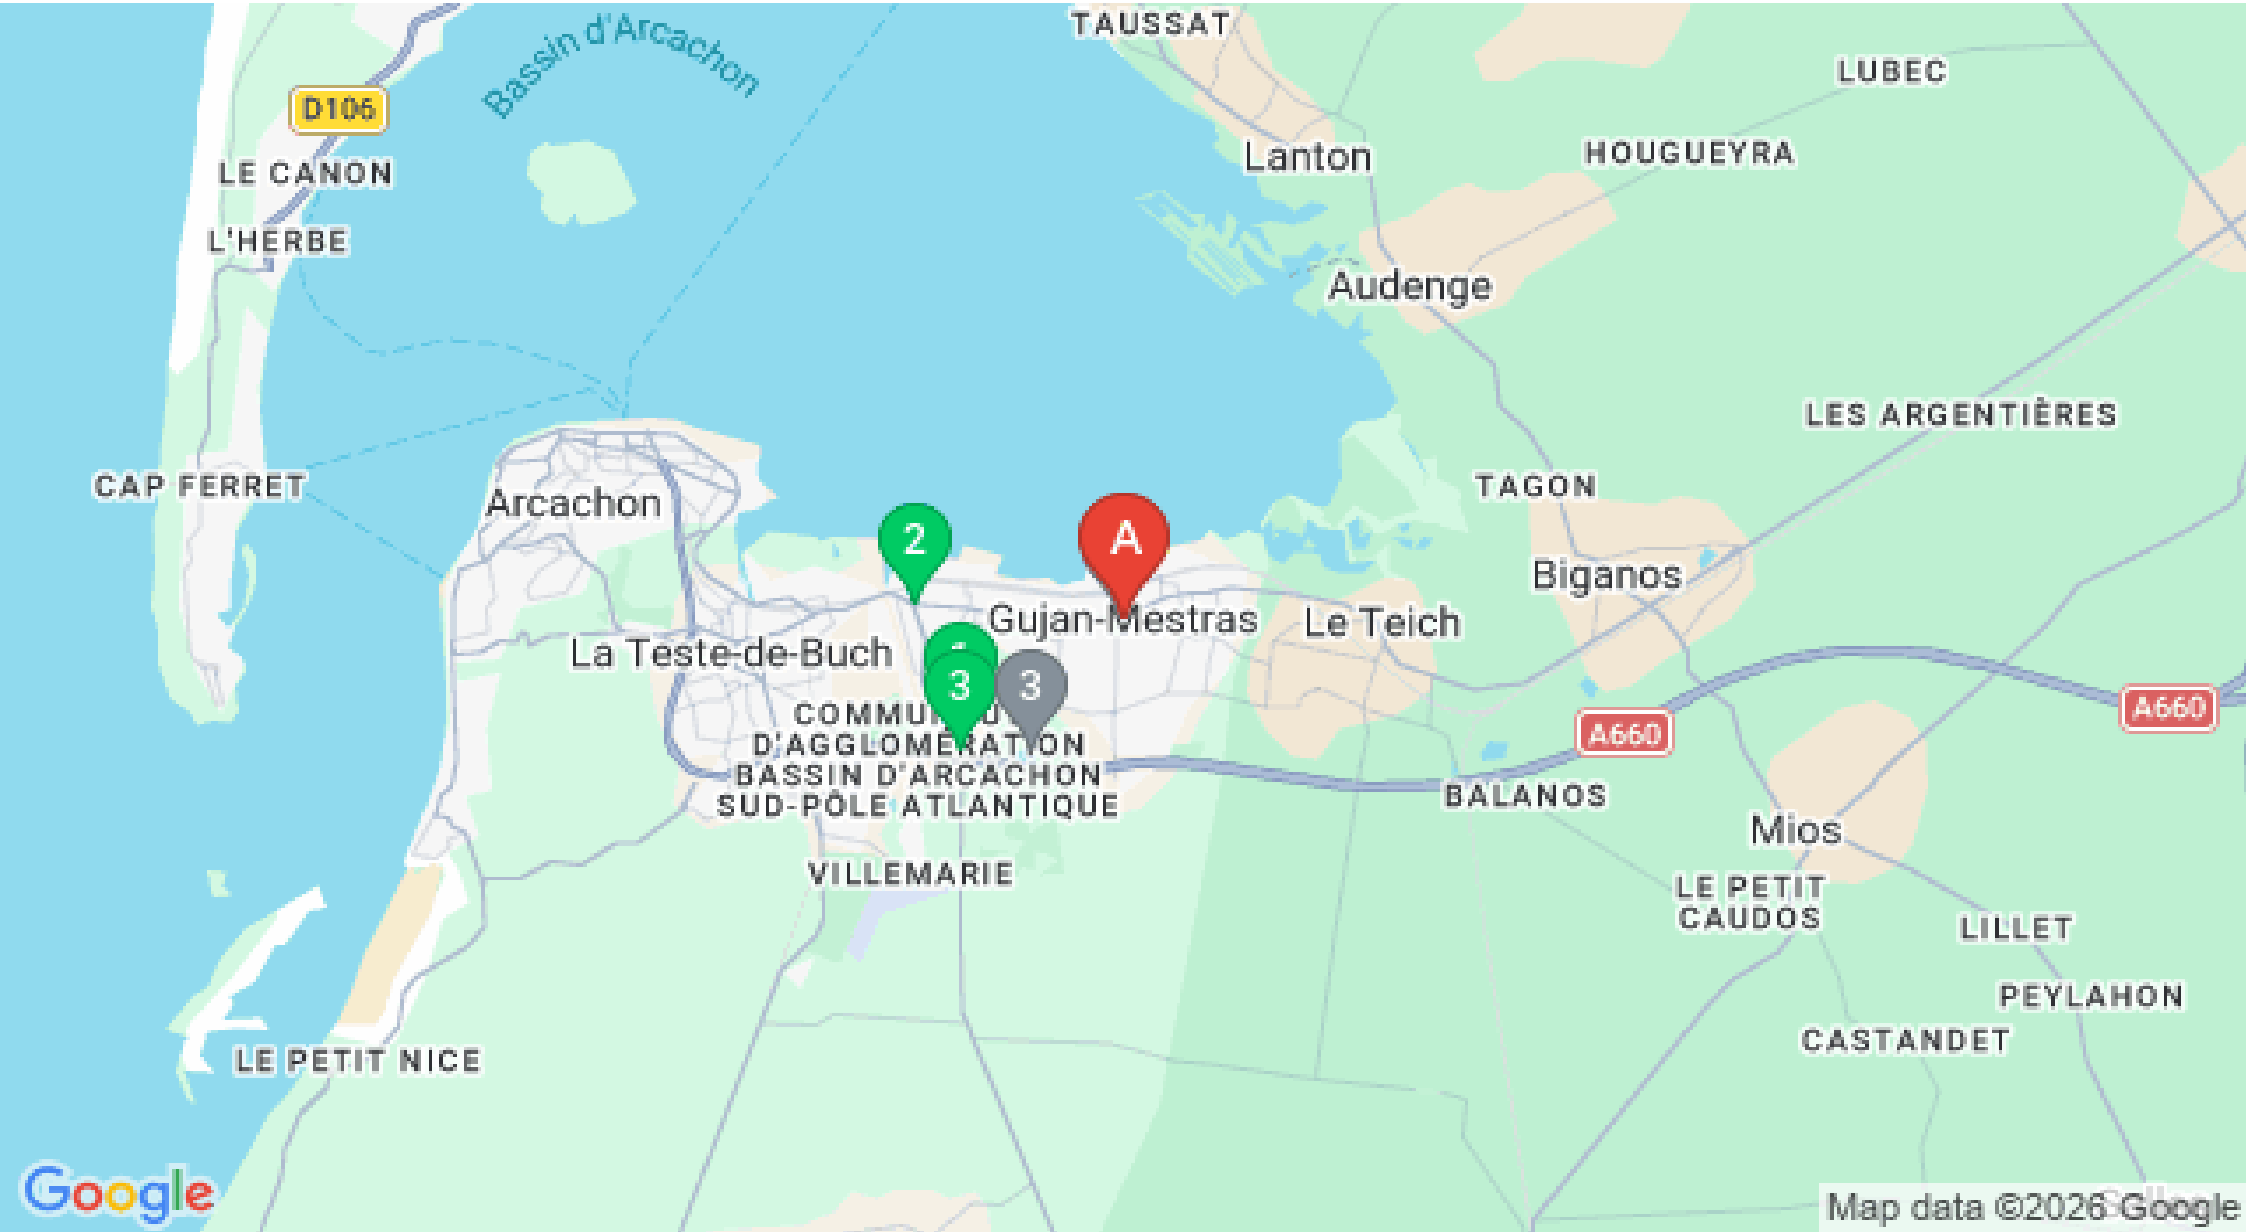 TAUSSAT
Bassin d'Arcachon
LUBEC
D106
LE CANON
Lanton
HOUGUEYRA
L'HERBE
Audenge
LES ARGENTIÈRES
CAP FERRET
Arcachon
TAGON
2
A
Biganos
Gujan-Mestras
Le Teich
La Teste-de-Buch
3
3
A660
A660
D'AGGLOMÉRATION
BASSIN D'ARCACHON
SUD-PÔLE ATLANTIQUE
BALANOS
Mios
VILLEMARIE
LE PETIT
CAUDOS
LILLET
PEYLAHON
CASTANDET
LE PETIT NICE
Google
Map data ©2026 Google